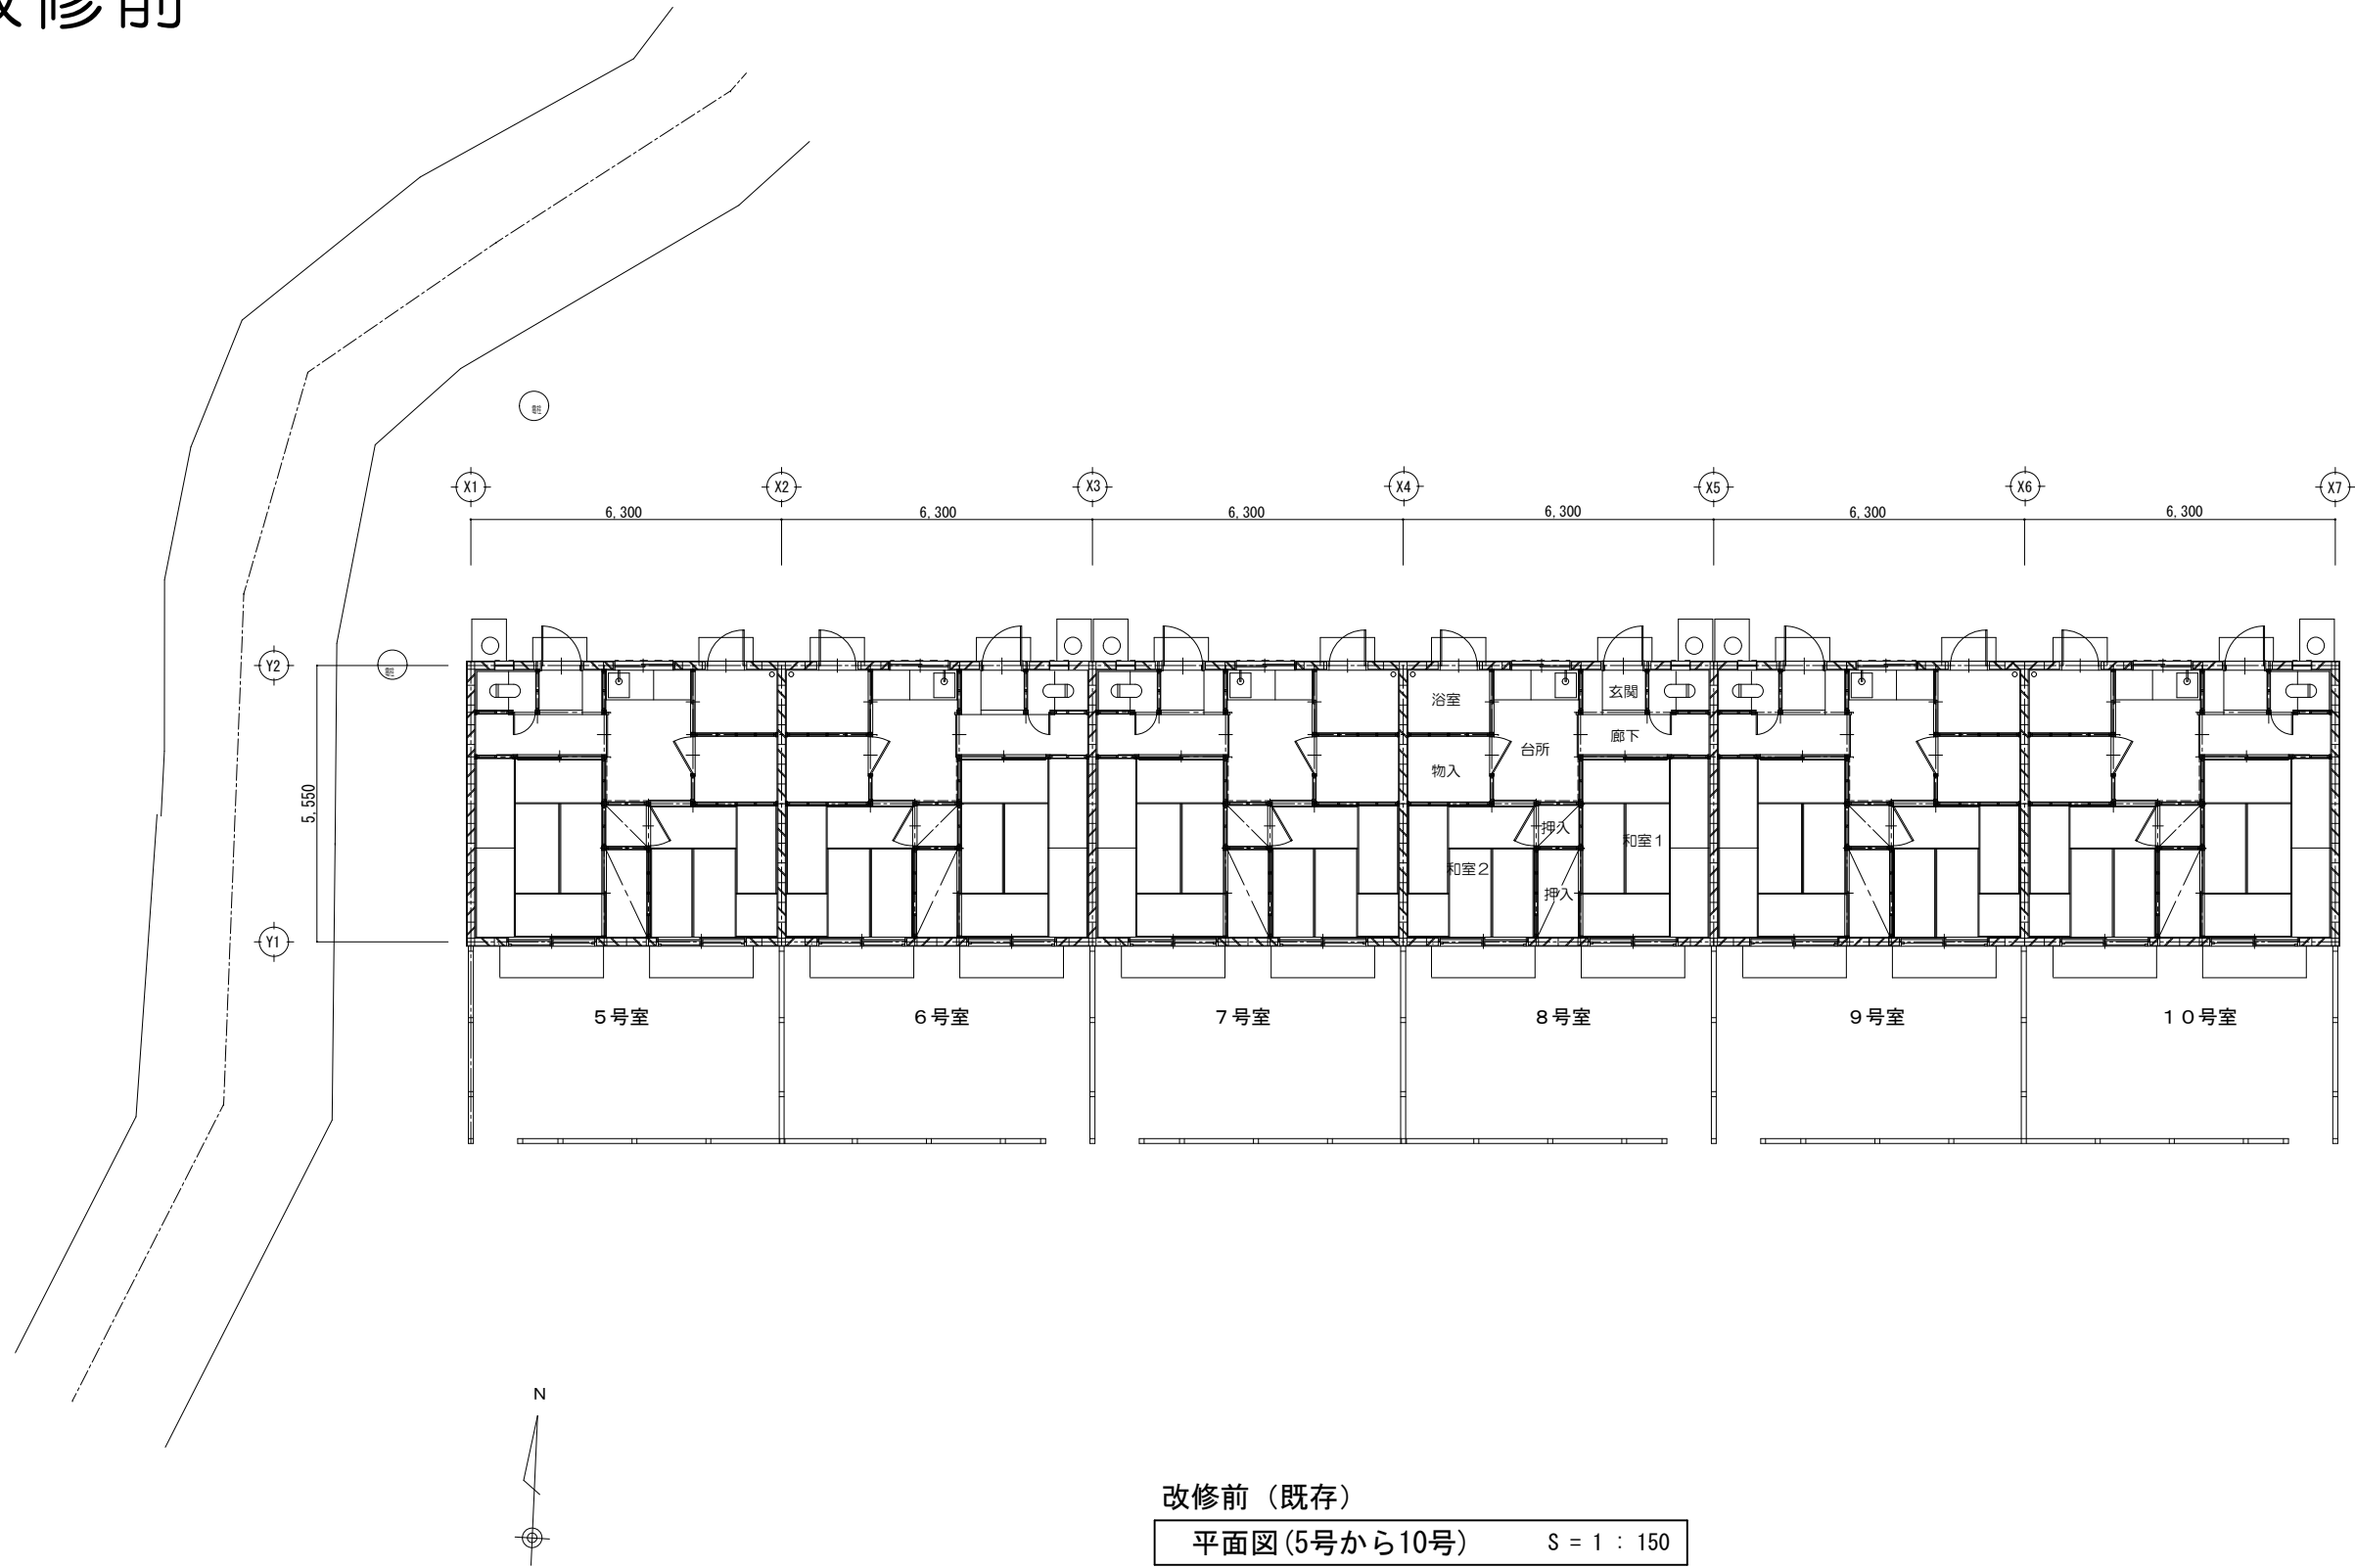 改修前
X1 X2 X3 X4 X5 X6 X7
6,300 6,300 6,300 6,300 6,300 6,300
Y2
5,550
Y1
浴室
玄関
廊下
台所
物入
押入
和室1
和室2
押入
5号室 6号室 7号室 8号室 9号室 10号室
N
改修前（既存）
平面図(5号から10号) S = 1 : 150